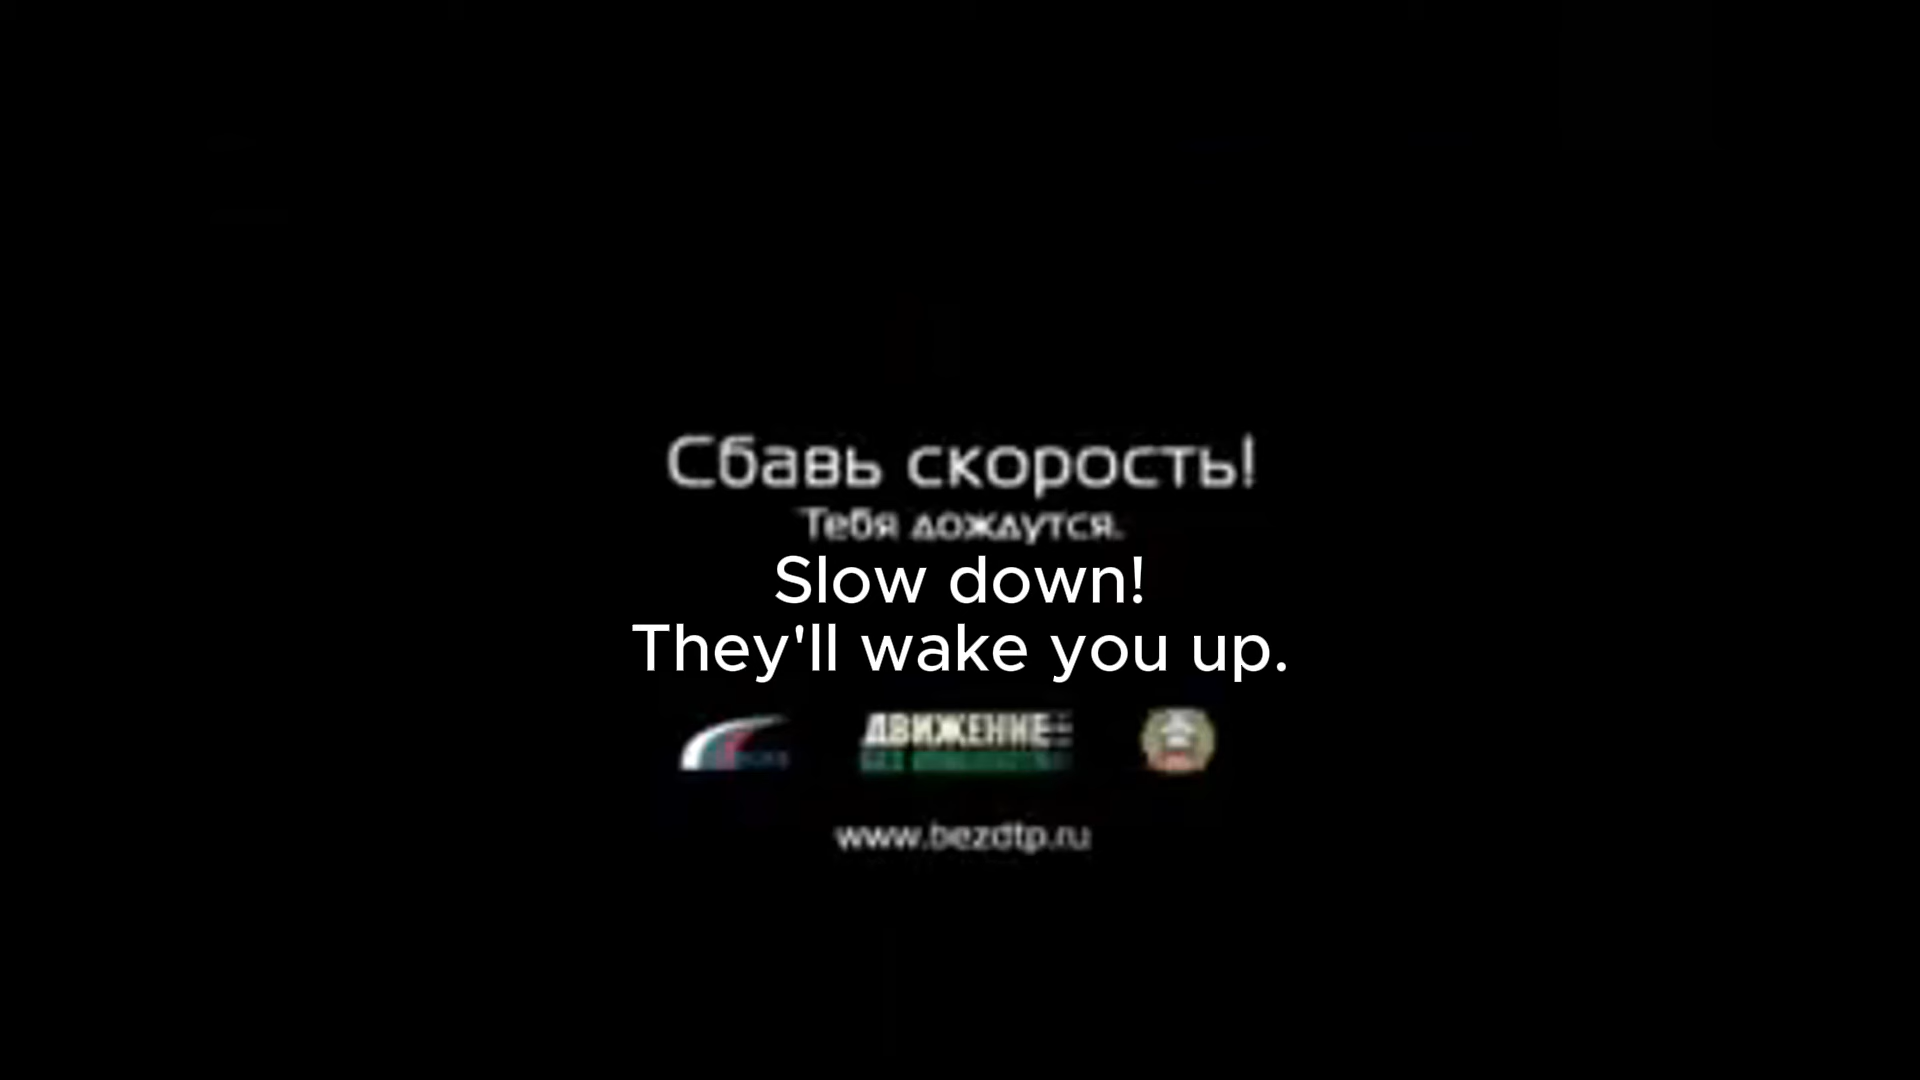 Сбавь скорость!
Тебя дождутся.
Slow down!
They'll wake you up.
ДВИЖЕНИЕ
www.bezdtp.ru